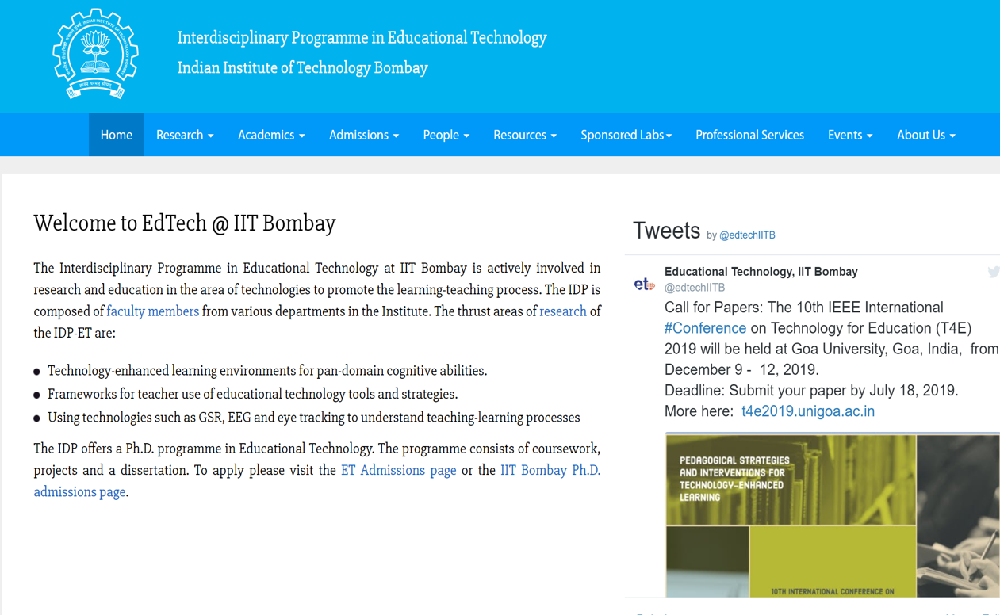 Interdisciplinary Programme in Educational Technology
Indian Institute of Technology Bombay
Home Research Academics Admissions People Resources Sponsored Labs Professional Services Events About Us
Welcome to EdTech @ IIT Bombay
The Interdisciplinary Programme in Educational Technology at IIT Bombay is actively involved in
research and education in the area of technologies to promote the learning-teaching process. The IDP is
composed of faculty members from various departments in the Institute. The thrust areas of research of
the IDP-ET are:
Technology-enhanced learning environments for pan-domain cognitive abilities.
Frameworks for teacher use of educational technology tools and strategies.
Using technologies such as GSR, EEG and eye tracking to understand teaching-learning processes
The IDP offers a Ph.D. programme in Educational Technology. The programme consists of coursework,
projects and a dissertation. To apply please visit the ET Admissions page or the IIT Bombay Ph.D.
admissions page.
Tweets by @edtechIITB
et
Educational Technology, IIT Bombay
@edtechIITB
Call for Papers: The 10th IEEE International
#Conference on Technology for Education (T4E)
2019 will be held at Goa University, Goa, India, from
December 9 - 12, 2019.
Deadline: Submit your paper by July 18, 2019.
More here: t4e2019.unigoa.ac.in
PEDAGOGICAL STRATEGIES
AND INTERVENTIONS FOR
TECHNOLOGY-ENHANCED
LEARNING
10TH INTERNATIONAL CONFERENCE ON